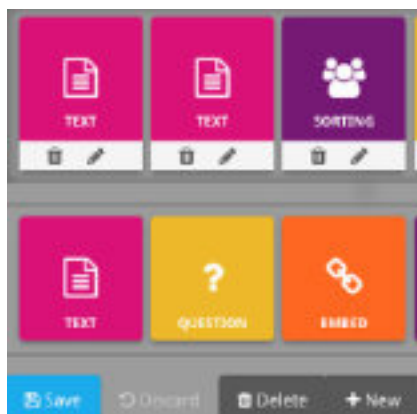 TEXT TEXT SORTING
TEXT QUESTION EMBED
Save Discard Delete New